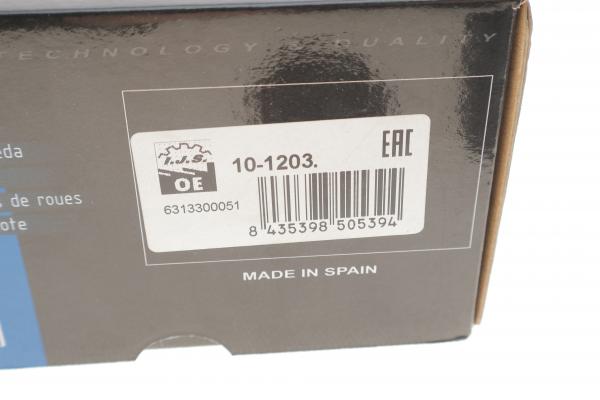 TECHNOLOGY & QUALITY
eda
s de roues
ote
I.J.S.
OE
10-1203.
EAC
6313300051
8 435398 505394
MADE IN SPAIN